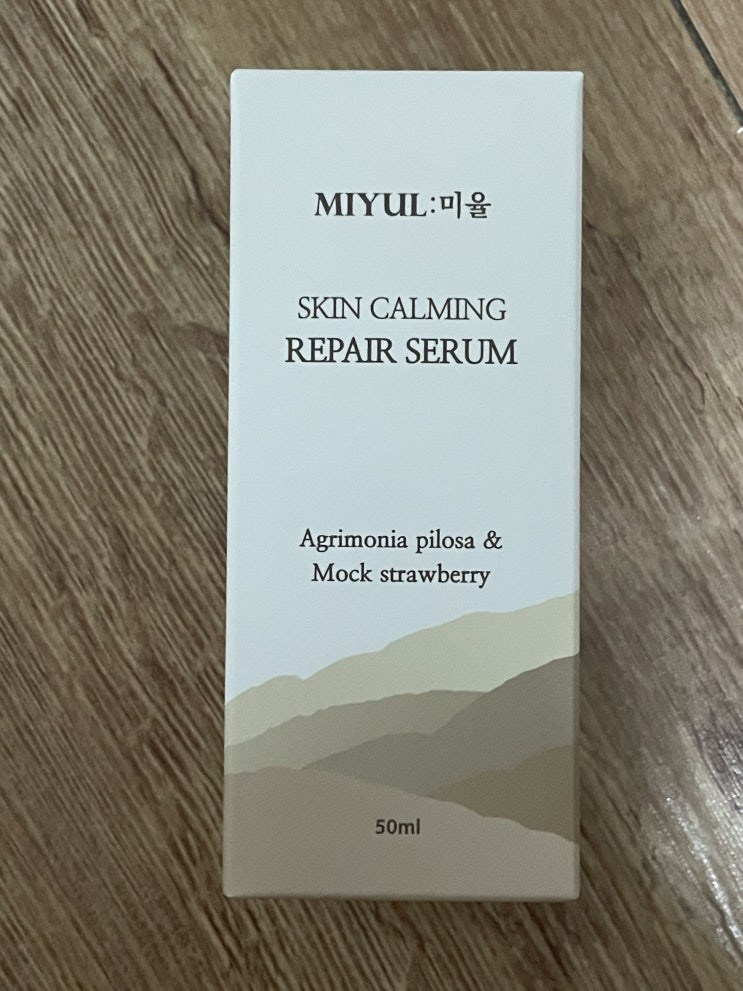 MIYUL:미율
SKIN CALMING
REPAIR SERUM
Agrimonia pilosa &
Mock strawberry
50ml